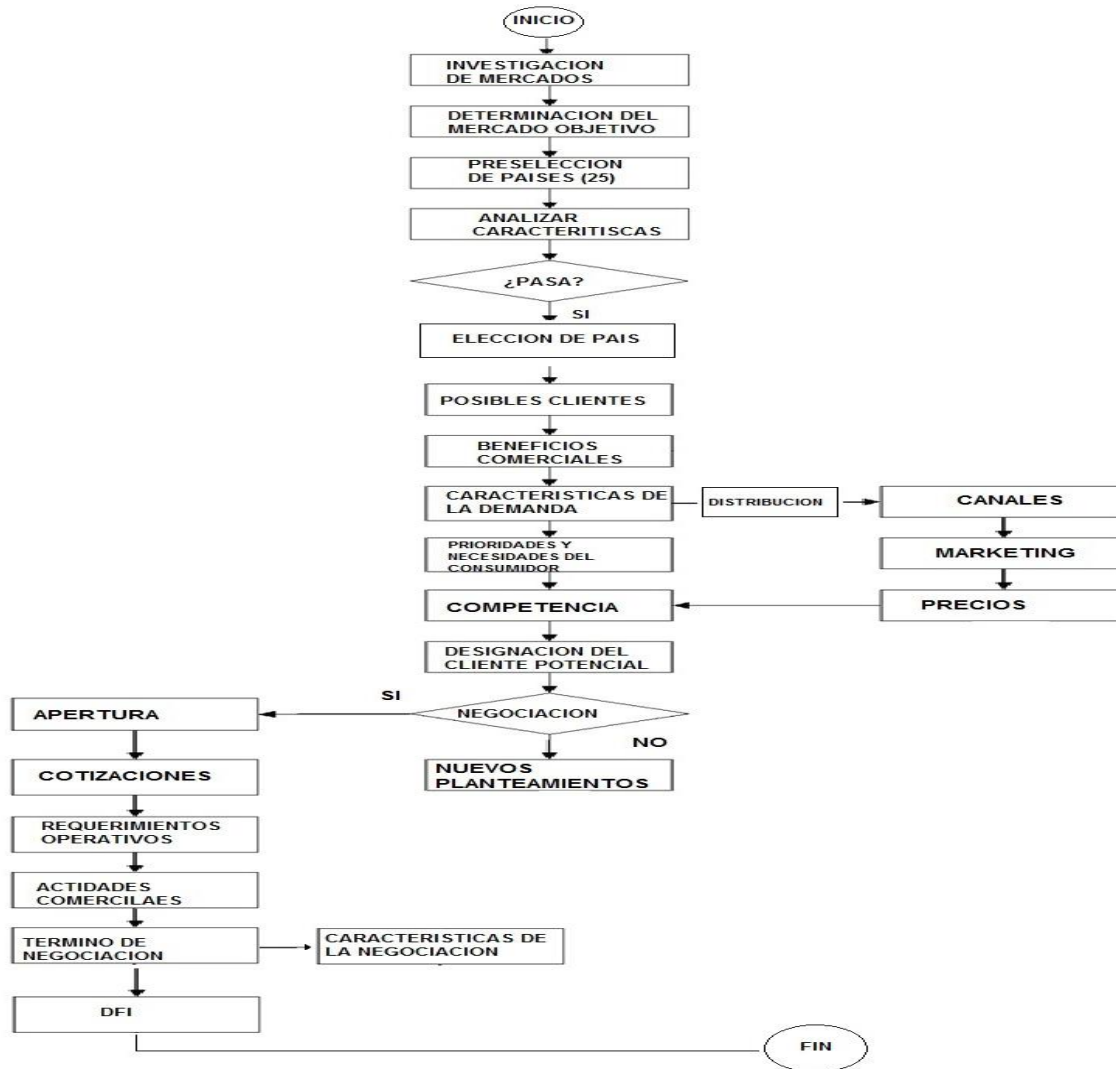 INICIO
INVESTIGACION
DE MERCADOS
DETERMINACION DEL
MERCADO OBJETIVO
PRESELECCION
DE PAISES (25)
ANALIZAR
CARACTERITISCAS
¿PASA?
SI
ELECCION DE PAIS
POSIBLES CLIENTES
BENEFICIOS
COMERCIALES
CARACTERISTICAS DE
LA DEMANDA
DISTRIBUCION
CANALES
MARKETING
PRECIOS
PRIORIDADES Y
NECESIDADES DEL
CONSUMIDOR
COMPETENCIA
DESIGNACION DEL
CLIENTE POTENCIAL
NEGOCIACION
SI
NO
NUEVOS
PLANTEAMIENTOS
APERTURA
COTIZACIONES
REQUERIMIENTOS
OPERATIVOS
ACTIDADES
COMERCILAES
TERMINO DE
NEGOCIACION
CARACTERISTICAS DE
LA NEGOCIACION
DFI
FIN